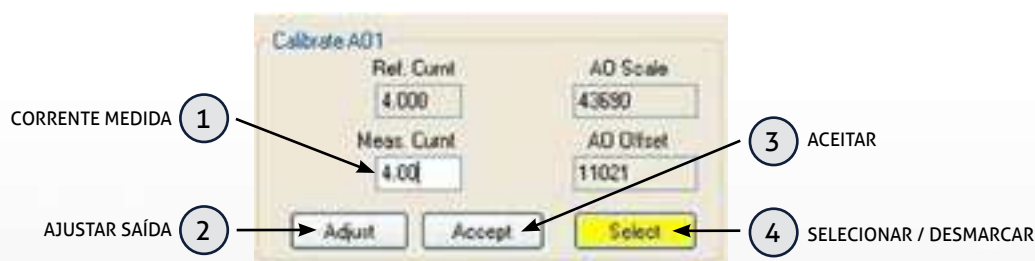 Calibrate AO1
Ref. Curnt
AO Scale
4.000
43690
CORRENTE MEDIDA 1
Meas. Curnt
AO Offset
3 ACEITAR
4.00
11021
AJUSTAR SAÍDA 2
Adjust
Accept
Select
4 SELECIONAR / DESMARCAR